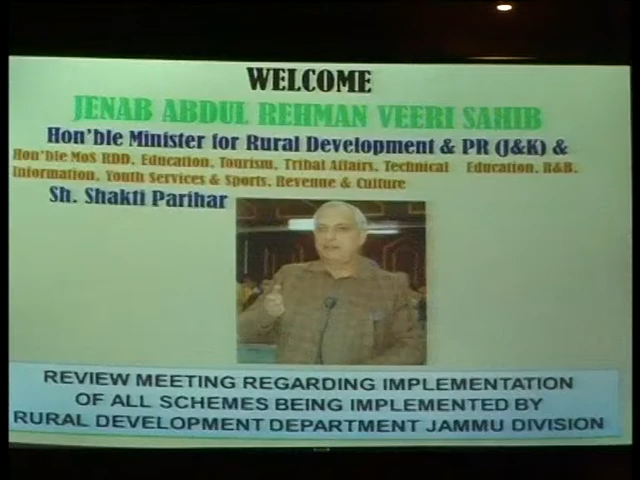 WELCOME
JENAB ABDUL REHMAN VEERI SAHIB
Hon'ble Minister for Rural Development & PR (J&K) &
Hon'ble MoS RDD, Education, Tourism, Tribal Affairs, Technical Education, R&B,
Information, Youth Services & Sports, Revenue & Culture
Sh. Shakti Parihar
REVIEW MEETING REGARDING IMPLEMENTATION
OF ALL SCHEMES BEING IMPLEMENTED BY
RURAL DEVELOPMENT DEPARTMENT JAMMU DIVISION